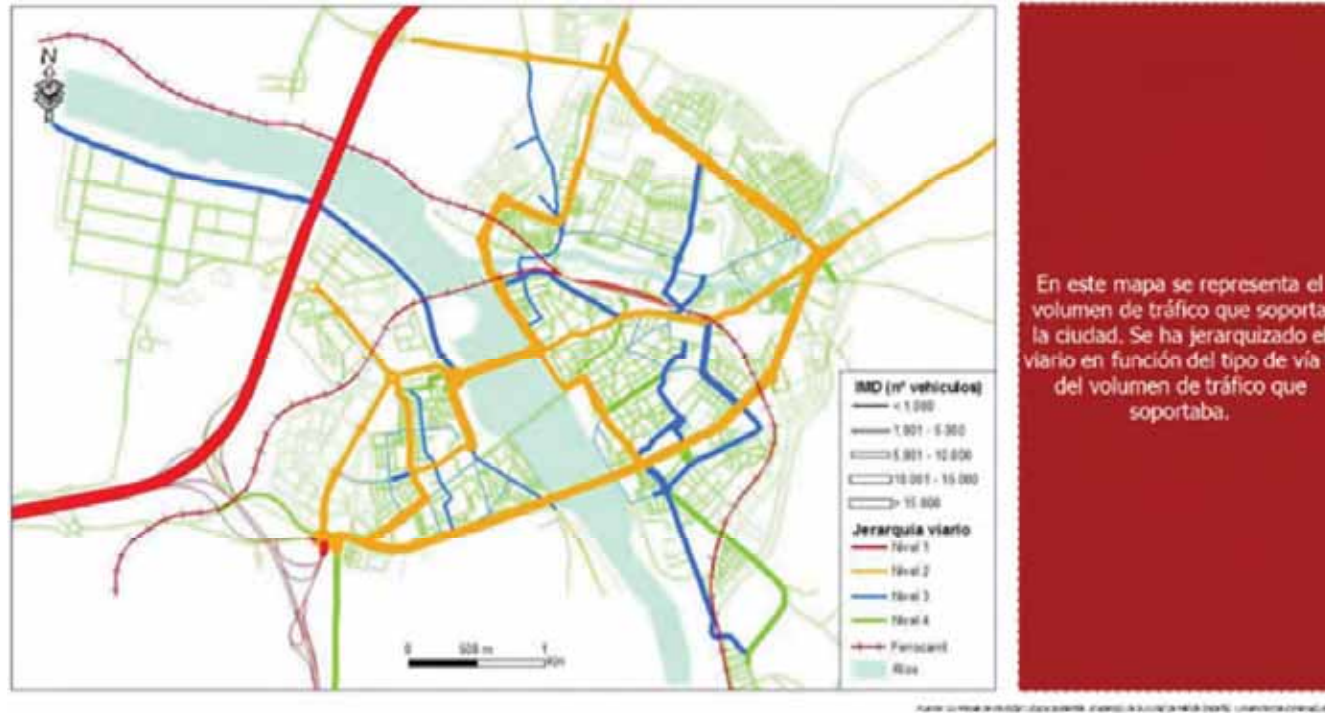 N
En este mapa se representa el
volumen de tráfico que soporta
la ciudad. Se ha jerarquizado el
viario en función del tipo de vía
del volumen de tráfico que
soportaba.
IMD (nº vehículos)
< 1.000
1.001 - 5.000
5.001 - 10.000
10.001 - 15.000
> 15.000
Jerarquía viario
Nivel 1
Nivel 2
Nivel 3
Nivel 4
Ferrocarril
Ríos
0 500 m 1